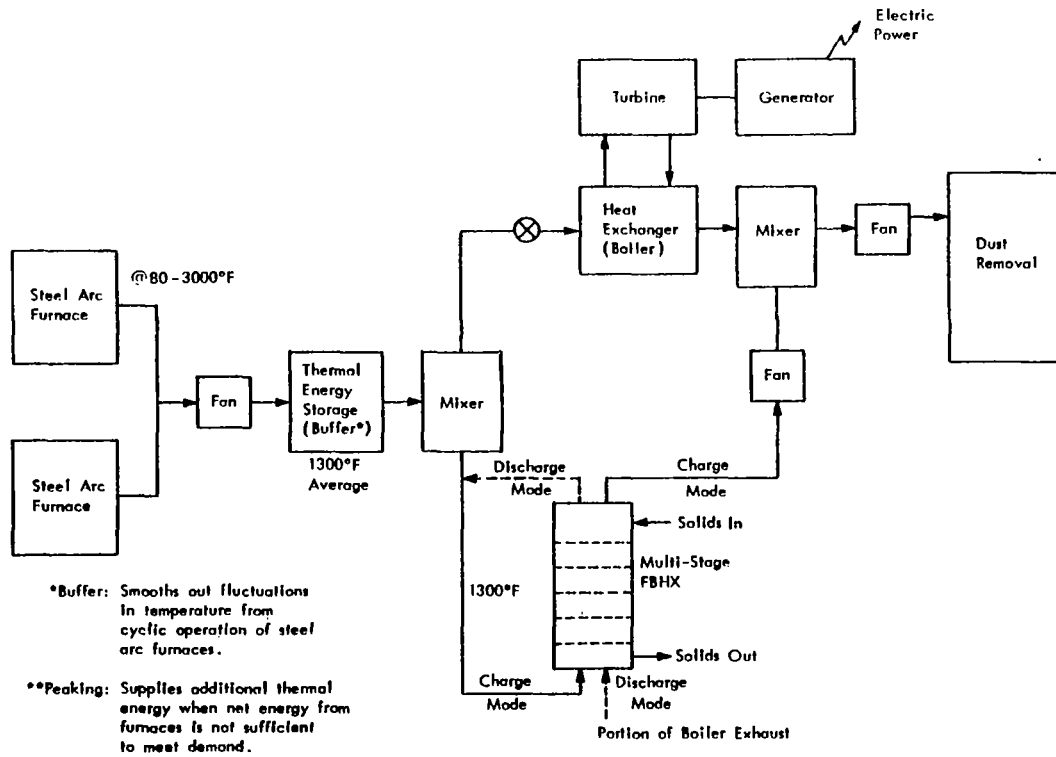 Electric
Power
Turbine
Generator
Heat
Exchanger
(Boiler)
Mixer
Fan
Dust
Removal
@80-3000°F
Steel Arc
Furnace
Fan
Thermal
Energy
Storage
(Buffer*)
1300°F
Average
Mixer
Fan
Steel Arc
Furnace
Discharge
Mode
Charge
Mode
Solids In
Multi-Stage
FBHX
1300°F
Solids Out
Charge
Mode
Discharge
Mode
Portion of Boiler Exhaust
*Buffer: Smooths out fluctuations
in temperature from
cyclic operation of steel
arc furnaces.
**Peaking: Supplies additional thermal
energy when net energy from
furnaces is not sufficient
to meet demand.